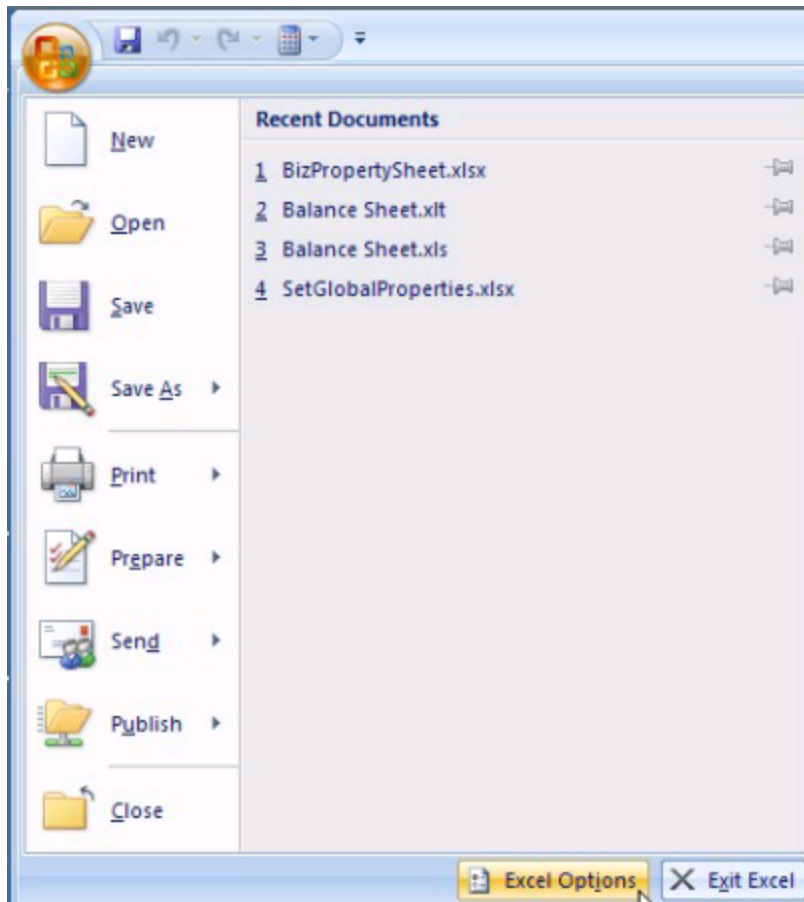 Recent Documents
New
1 BizPropertySheet.xlsx
2 Balance Sheet.xlt
Open
3 Balance Sheet.xls
4 SetGlobalProperties.xlsx
Save
Save As
Print
Prepare
Send
Publish
Close
Excel Options
Exit Excel